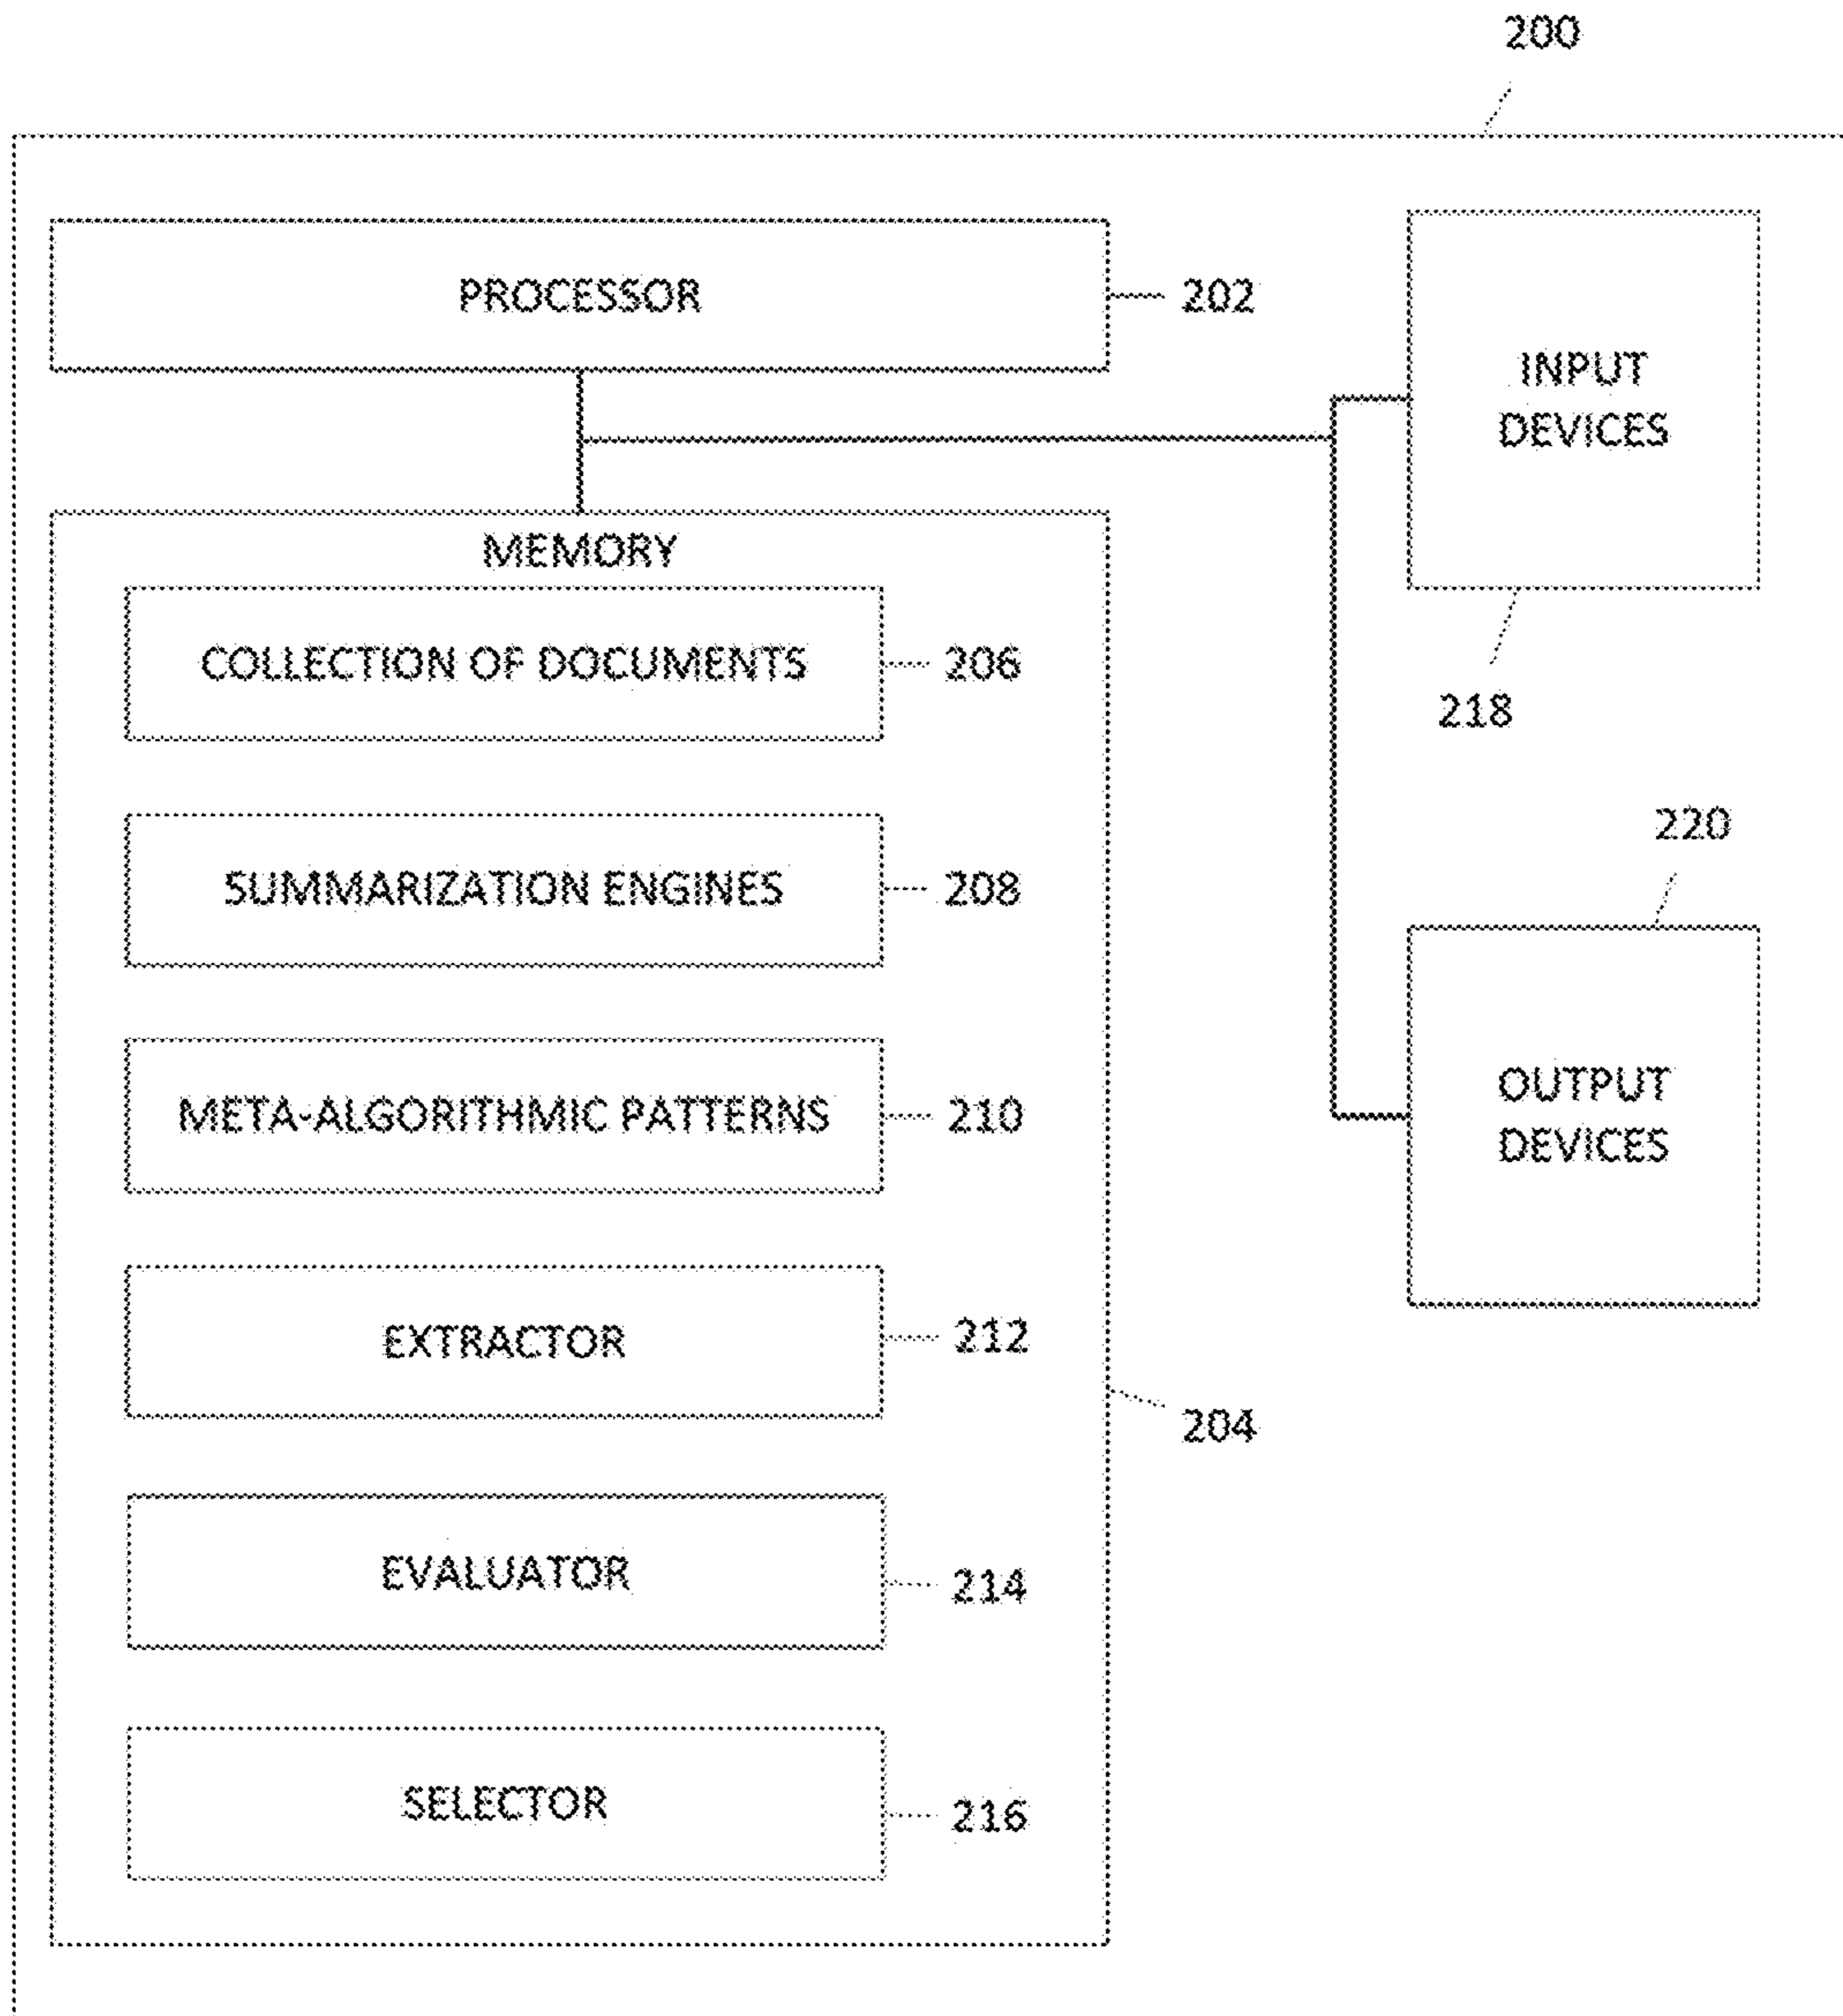 200
PROCESSOR
202
INPUT
DEVICES
218
MEMORY
COLLECTION OF DOCUMENTS
206
SUMMARIZATION ENGINES
208
META-ALGORITHMIC PATTERNS
210
EXTRACTOR
212
204
EVALUATOR
214
SELECTOR
216
220
OUTPUT
DEVICES